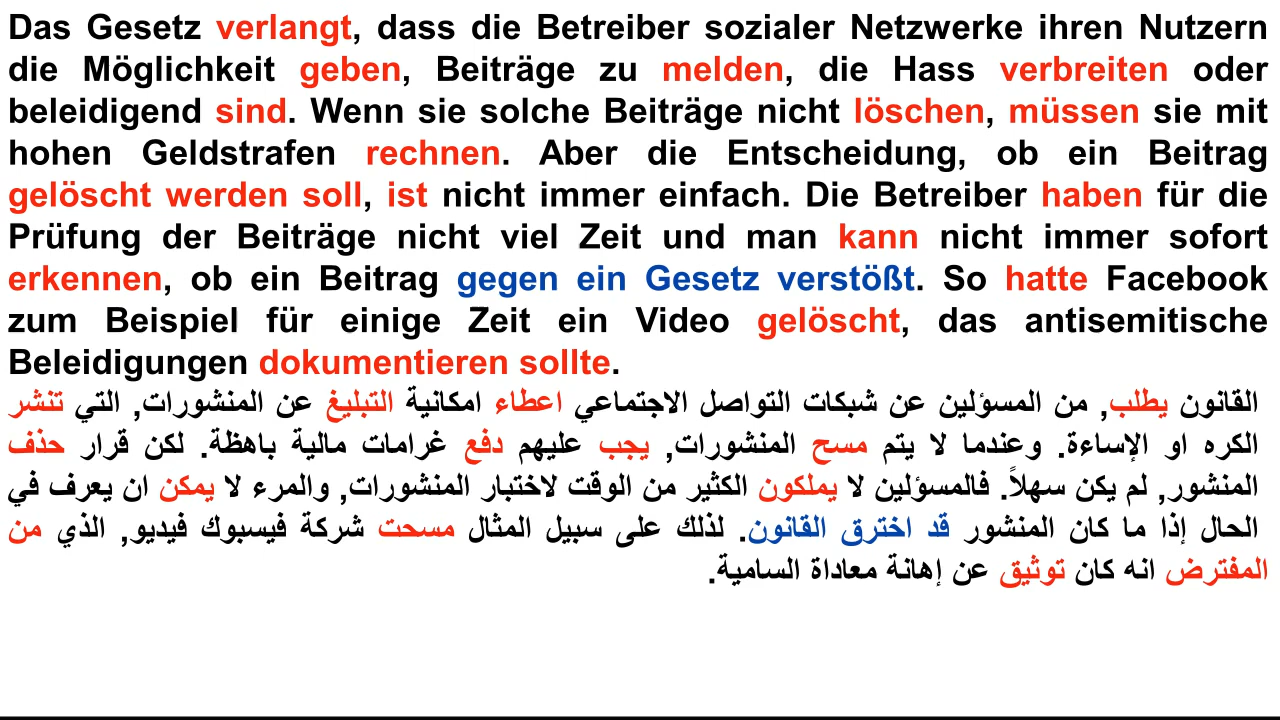 Das Gesetz verlangt, dass die Betreiber sozialer Netzwerke ihren Nutzern
die Möglichkeit geben, Beiträge zu melden, die Hass verbreiten oder
beleidigend sind. Wenn sie solche Beiträge nicht löschen, müssen sie mit
hohen Geldstrafen rechnen. Aber die Entscheidung, ob ein Beitrag
gelöscht werden soll, ist nicht immer einfach. Die Betreiber haben für die
Prüfung der Beiträge nicht viel Zeit und man kann nicht immer sofort
erkennen, ob ein Beitrag gegen ein Gesetz verstößt. So hatte Facebook
zum Beispiel für einige Zeit ein Video gelöscht, das antisemitische
Beleidigungen dokumentieren sollte.
القانون يطلب, من المسؤلين عن شبكات التواصل الاجتماعي اعطاء امكانية التبليغ عن المنشورات, التي تنشر
الكره او الإساءة. وعندما لا يتم مسح المنشورات, يجب عليهم دفع غرامات مالية باهظة. لكن قرار حذف
المنشور, لم يكن سهلاً. فالمسؤلين لا يملكون الكثير من الوقت لاختبار المنشورات, والمرء لا يمكن ان يعرف في
الحال إذا ما كان المنشور قد اخترق القانون. لذلك على سبيل المثال مسحت شركة فيسبوك فيديو, الذي من
المفترض انه كان توثيق عن إهانة معاداة السامية.